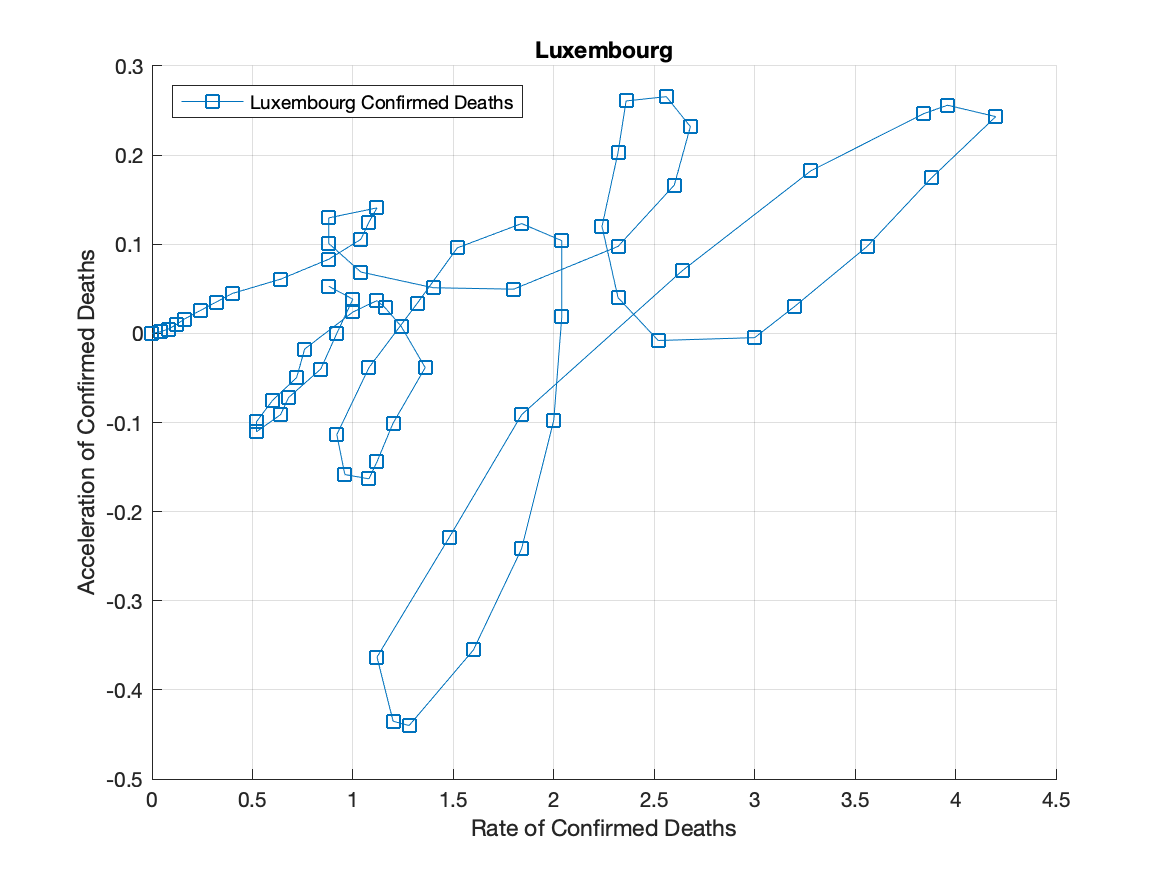 Luxembourg
Luxembourg Confirmed Deaths
0.3
0.2
0.1
0
-0.1
-0.2
-0.3
-0.4
-0.5
Acceleration of Confirmed Deaths
0 0.5 1 1.5 2 2.5 3 3.5 4 4.5
Rate of Confirmed Deaths